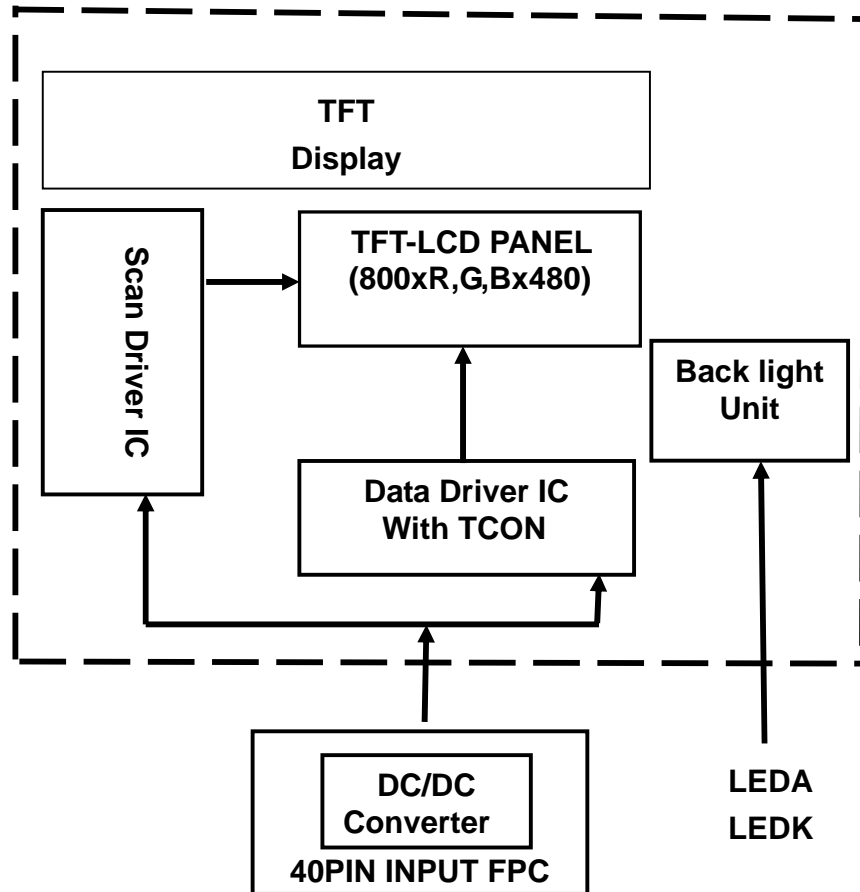 TFT
Display
Scan Driver IC
TFT-LCD PANEL
(800xR,G,Bx480)
Back light
Unit
Data Driver IC
With TCON
DC/DC
Converter
40PIN INPUT FPC
LEDA
LEDK